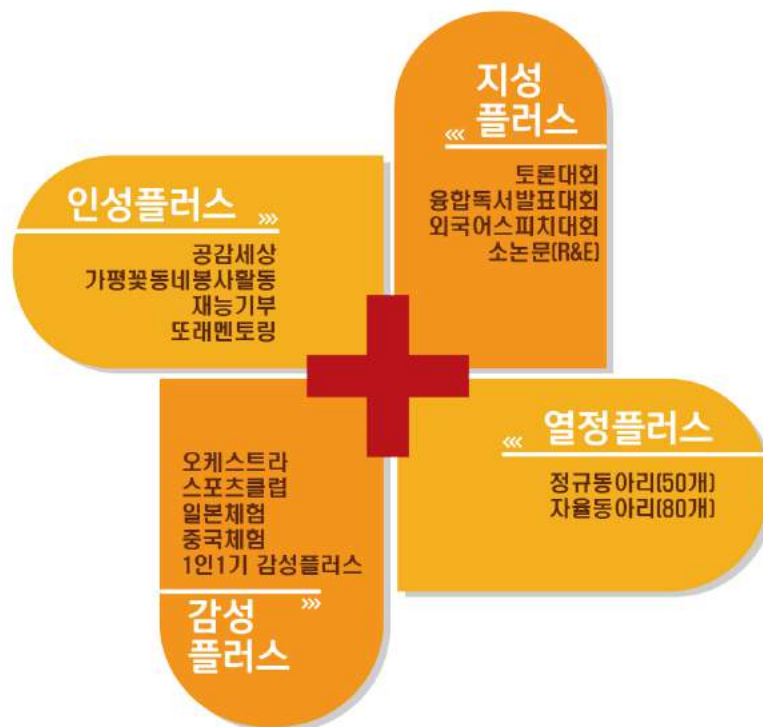 지성
플러스
«‹
토론대회
융합독서발표대회
외국어스피치대회
소논문(R&E)
인성플러스 »›
공감세상
가평꽃동네봉사활동
재능기부
또래멘토링
«‹ 열정플러스
정규동아리(50개)
자율동아리(80개)
오케스트라
스포츠클럽
일본체험
중국체험
1인1기 감성플러스
감성 »›
플러스